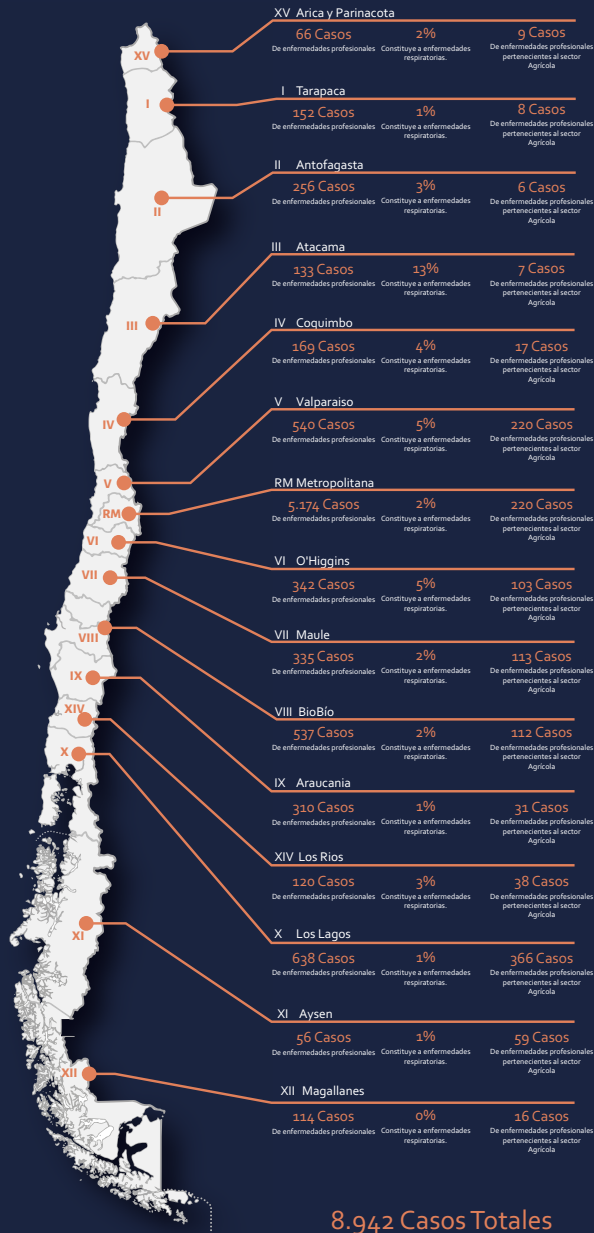 XV Arica y Parinacota
66 Casos
De enfermedades profesionales
2%
Constituye a enfermedades
respiratorias.
9 Casos
De enfermedades profesionales
pertenecientes al sector
Agrícola
I Tarapaca
152 Casos
De enfermedades profesionales
1%
Constituye a enfermedades
respiratorias.
8 Casos
De enfermedades profesionales
pertenecientes al sector
Agrícola
II Antofagasta
256 Casos
De enfermedades profesionales
3%
Constituye a enfermedades
respiratorias.
6 Casos
De enfermedades profesionales
pertenecientes al sector
Agrícola
III Atacama
133 Casos
De enfermedades profesionales
13%
Constituye a enfermedades
respiratorias.
7 Casos
De enfermedades profesionales
pertenecientes al sector
Agrícola
IV Coquimbo
169 Casos
De enfermedades profesionales
4%
Constituye a enfermedades
respiratorias.
17 Casos
De enfermedades profesionales
pertenecientes al sector
Agrícola
V Valparaiso
540 Casos
De enfermedades profesionales
5%
Constituye a enfermedades
respiratorias.
220 Casos
De enfermedades profesionales
pertenecientes al sector
Agrícola
RM Metropolitana
5.174 Casos
De enfermedades profesionales
2%
Constituye a enfermedades
respiratorias.
220 Casos
De enfermedades profesionales
pertenecientes al sector
Agrícola
VI O'Higgins
342 Casos
De enfermedades profesionales
5%
Constituye a enfermedades
respiratorias.
103 Casos
De enfermedades profesionales
pertenecientes al sector
Agrícola
VII Maule
335 Casos
De enfermedades profesionales
2%
Constituye a enfermedades
respiratorias.
113 Casos
De enfermedades profesionales
pertenecientes al sector
Agrícola
VIII BioBío
537 Casos
De enfermedades profesionales
2%
Constituye a enfermedades
respiratorias.
112 Casos
De enfermedades profesionales
pertenecientes al sector
Agrícola
IX Araucania
310 Casos
De enfermedades profesionales
1%
Constituye a enfermedades
respiratorias.
31 Casos
De enfermedades profesionales
pertenecientes al sector
Agrícola
XIV Los Rios
120 Casos
De enfermedades profesionales
3%
Constituye a enfermedades
respiratorias.
38 Casos
De enfermedades profesionales
pertenecientes al sector
Agrícola
X Los Lagos
638 Casos
De enfermedades profesionales
1%
Constituye a enfermedades
respiratorias.
366 Casos
De enfermedades profesionales
pertenecientes al sector
Agrícola
XI Aysen
56 Casos
De enfermedades profesionales
1%
Constituye a enfermedades
respiratorias.
59 Casos
De enfermedades profesionales
pertenecientes al sector
Agrícola
XII Magallanes
114 Casos
De enfermedades profesionales
0%
Constituye a enfermedades
respiratorias.
16 Casos
De enfermedades profesionales
pertenecientes al sector
Agrícola
8.942 Casos Totales
XV
I
II
III
IV
V
RM
VI
VII
VIII
IX
XIV
X
XI
XII